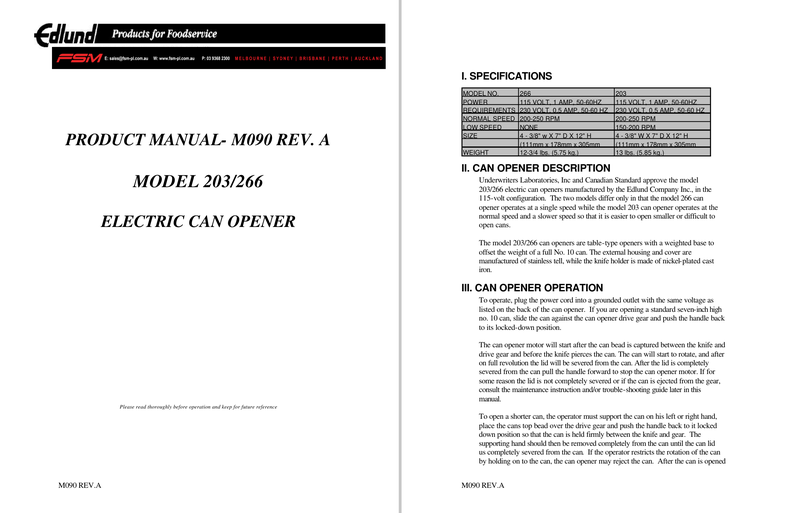 Edlund Products for Foodservice
FSM E: sales@fsm-pl.com.au W: www.fsm-pl.com.au P: 03 9368 2300 MELBOURNE | SYDNEY | BRISBANE | PERTH | AUCKLAND
PRODUCT MANUAL- M090 REV. A
MODEL 203/266
ELECTRIC CAN OPENER
Please read thoroughly before operation and keep for future reference
M090 REV.A
I. SPECIFICATIONS
MODEL NO. 266 203
POWER 115 VOLT, 1 AMP, 50-60HZ 115 VOLT, 1 AMP, 50-60HZ
REQUIREMENTS 230 VOLT, 0.5 AMP, 50-60 HZ 230 VOLT, 0.5 AMP, 50-60 HZ
NORMAL SPEED 200-250 RPM 200-250 RPM
LOW SPEED NONE 150-200 RPM
SIZE 4 - 3/8" w X 7" D X 12" H 4 - 3/8" W X 7" D X 12" H
(111mm x 178mm x 305mm (111mm x 178mm x 305mm
WEIGHT 12-3/4 lbs. (5.75 kg.) 13 lbs. (5.85 kg.)
II. CAN OPENER DESCRIPTION
Underwriters Laboratories, Inc and Canadian Standard approve the model
203/266 electric can openers manufactured by the Edlund Company Inc., in the
115-volt configuration. The two models differ only in that the model 266 can
opener operates at a single speed while the model 203 can opener operates at the
normal speed and a slower speed so that it is easier to open smaller or difficult to
open cans.
The model 203/266 can openers are table-type openers with a weighted base to
offset the weight of a full No. 10 can. The external housing and cover are
manufactured of stainless tell, while the knife holder is made of nickel-plated cast
iron.
III. CAN OPENER OPERATION
To operate, plug the power cord into a grounded outlet with the same voltage as
listed on the back of the can opener. If you are opening a standard seven-inch high
no. 10 can, slide the can against the can opener drive gear and push the handle back
to its locked-down position.
The can opener motor will start after the can bead is captured between the knife and
drive gear and before the knife pierces the can. The can will start to rotate, and after
on full revolution the lid will be severed from the can. After the lid is completely
severed from the can pull the handle forward to stop the can opener motor. If for
some reason the lid is not completely severed or if the can is ejected from the gear,
consult the maintenance instruction and/or trouble-shooting guide later in this
manual.
To open a shorter can, the operator must support the can on his left or right hand,
place the cans top bead over the drive gear and push the handle back to it locked
down position so that the can is held firmly between the knife and gear. The
supporting hand should then be removed completely from can until the can lid
us completely severed from the can. If the operator restricts the rotation of the can
by holding on to the can, the can opener may reject the can. After the can is opened
M090 REV.A